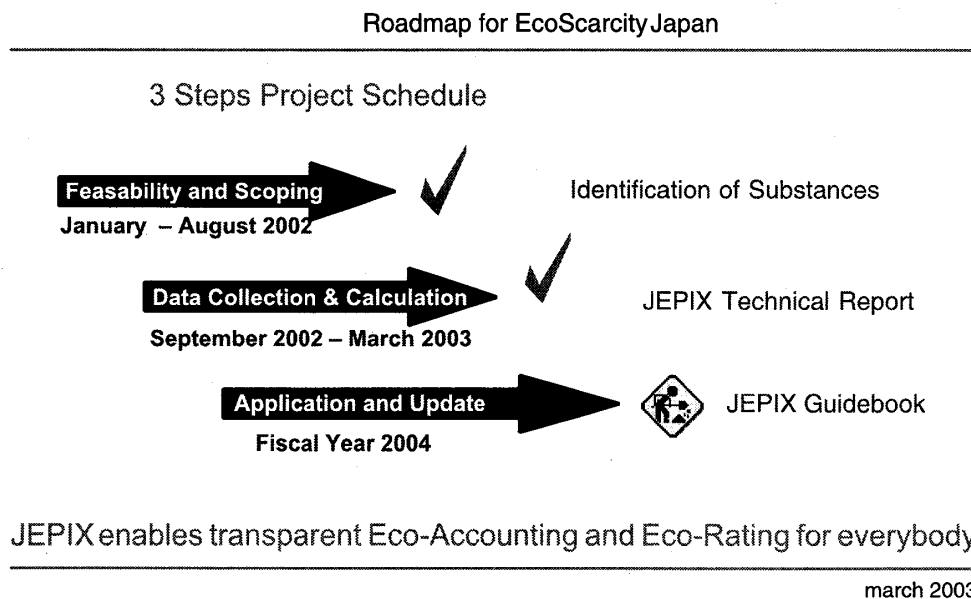 Roadmap for EcoScarcity Japan
3 Steps Project Schedule
Feasability and Scoping
January – August 2002
Identification of Substances
Data Collection & Calculation
September 2002 – March 2003
JEPIX Technical Report
Application and Update
Fiscal Year 2004
JEPIX Guidebook
JEPIX enables transparent Eco-Accounting and Eco-Rating for everybody
march 2003